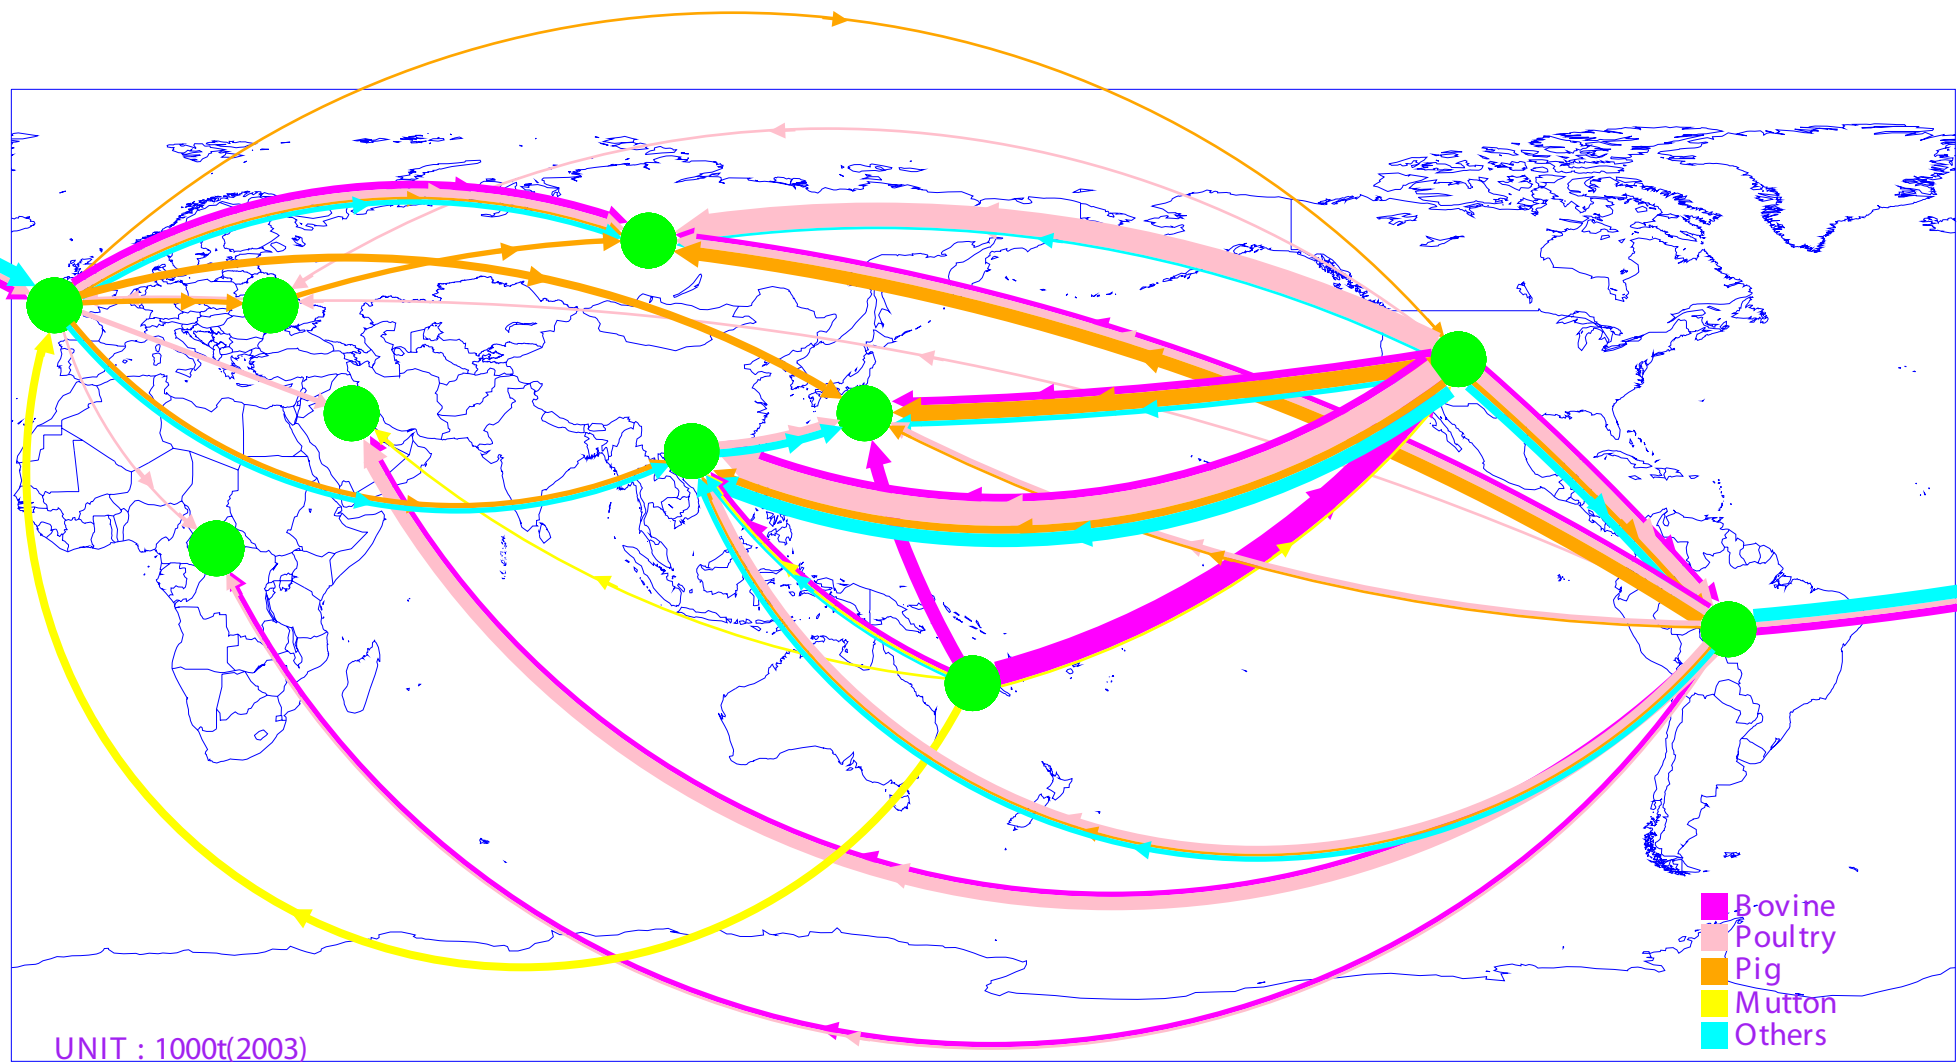 Bovine
Poultry
Pig
Mutton
Others
UNIT : 1000t(2003)